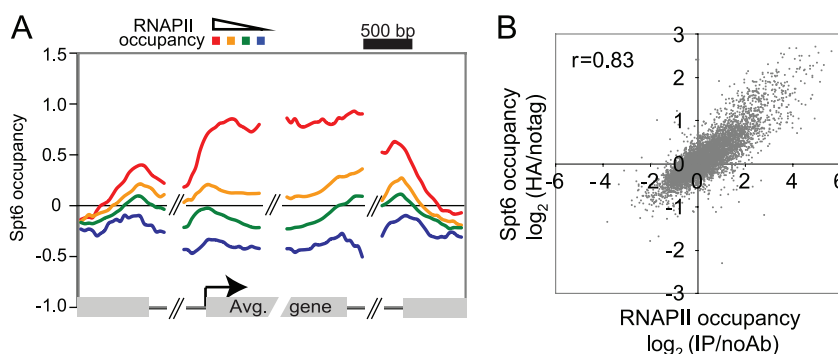 A
RNAPII
occupancy
500 bp
1.5
1.0
0.5
0
-0.5
-1.0
Spt6 occupancy
Avg. gene
B
r=0.83
3
2
1
0
-1
-2
-3
-6 -4 -2 0 2 4 6
Spt6 occupancy
log2 (HA/notag)
RNAPII occupancy
log2 (IP/noAb)